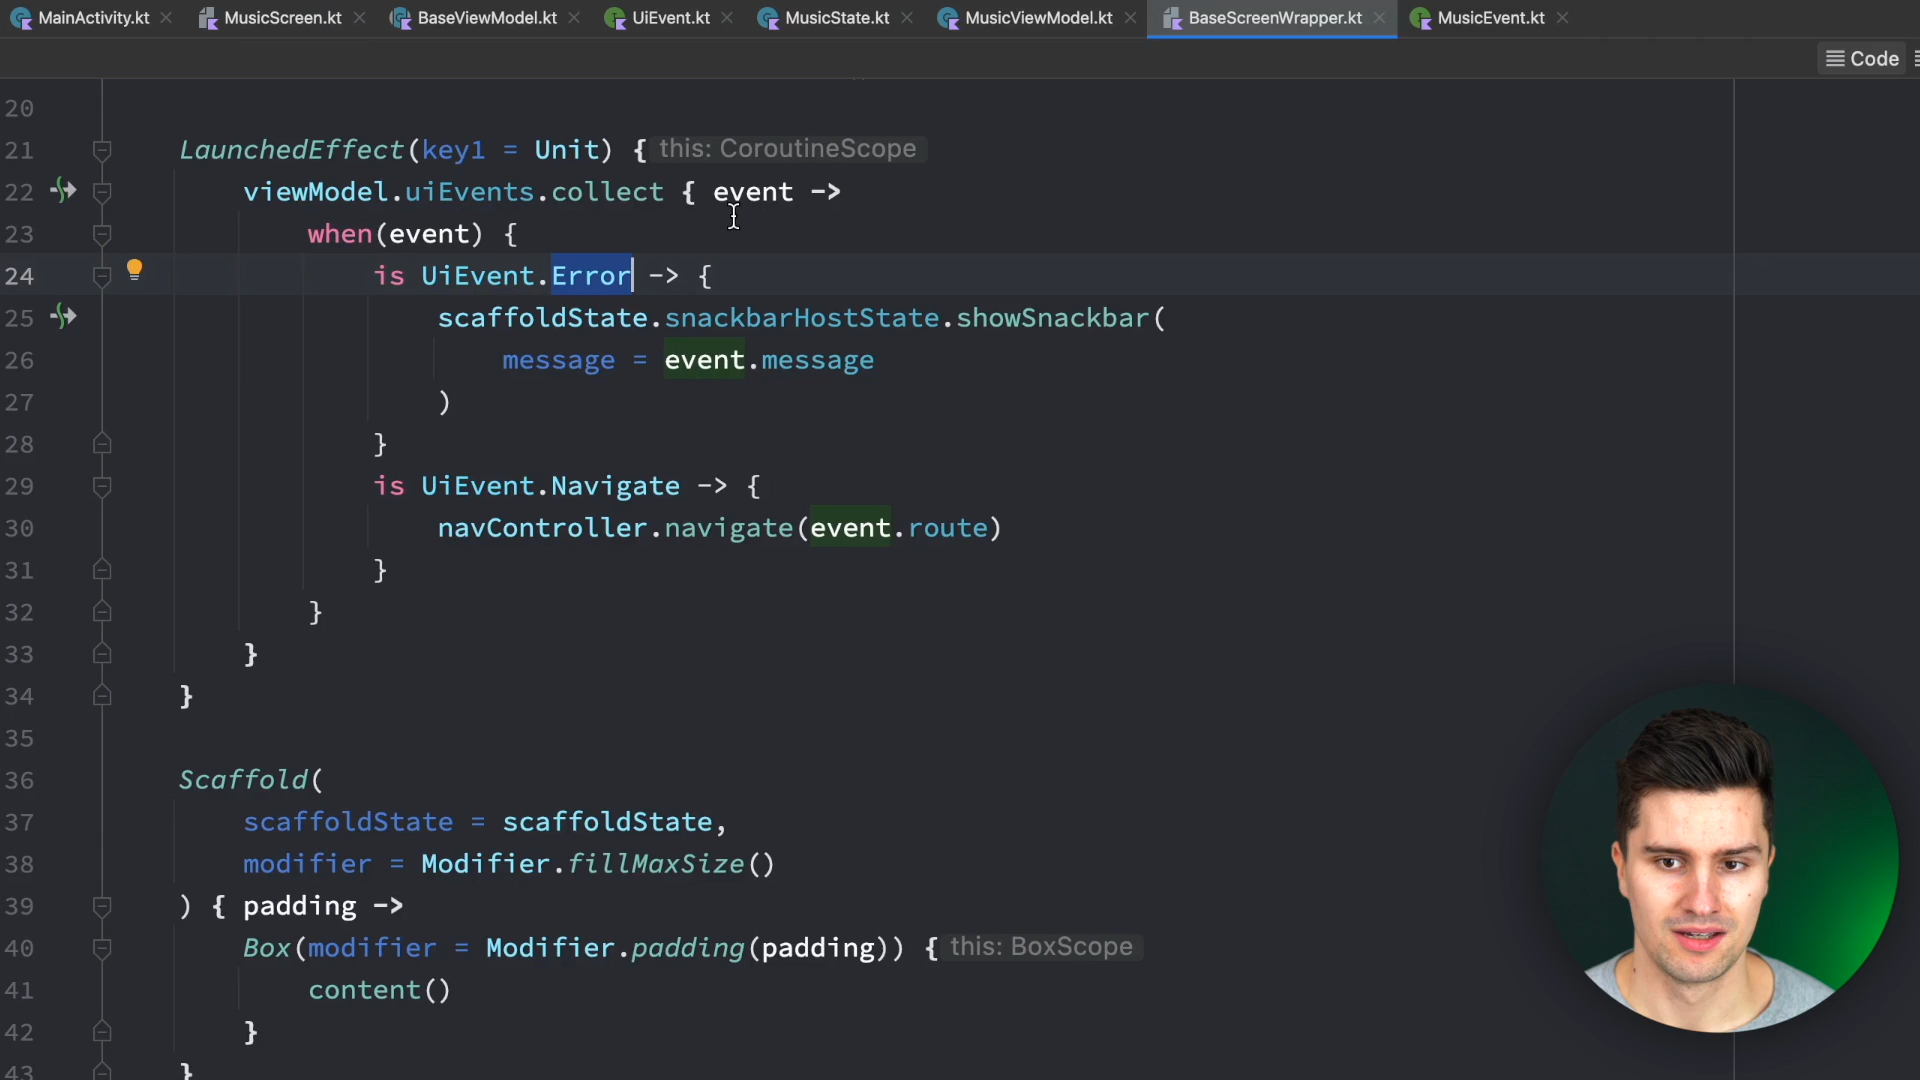 MainActivity.kt MusicScreen.kt BaseViewModel.kt UiEvent.kt MusicState.kt MusicViewModel.kt BaseScreenWrapper.kt MusicEvent.kt
Code
20
21 LaunchedEffect(key1 = Unit) { this: CoroutineScope
22 viewModel.uiEvents.collect { event ->
23 when(event) {
24 is UiEvent.Error -> {
25 scaffoldState.snackbarHostState.showSnackbar(
26 message = event.message
27 )
28 }
29 is UiEvent.Navigate -> {
30 navController.navigate(event.route)
31 }
32 }
33 }
34 }
35
36 Scaffold(
37 scaffoldState = scaffoldState,
38 modifier = Modifier.fillMaxSize()
39 ) { padding ->
40 Box(modifier = Modifier.padding(padding)) { this: BoxScope
41 content()
42 }
43 }